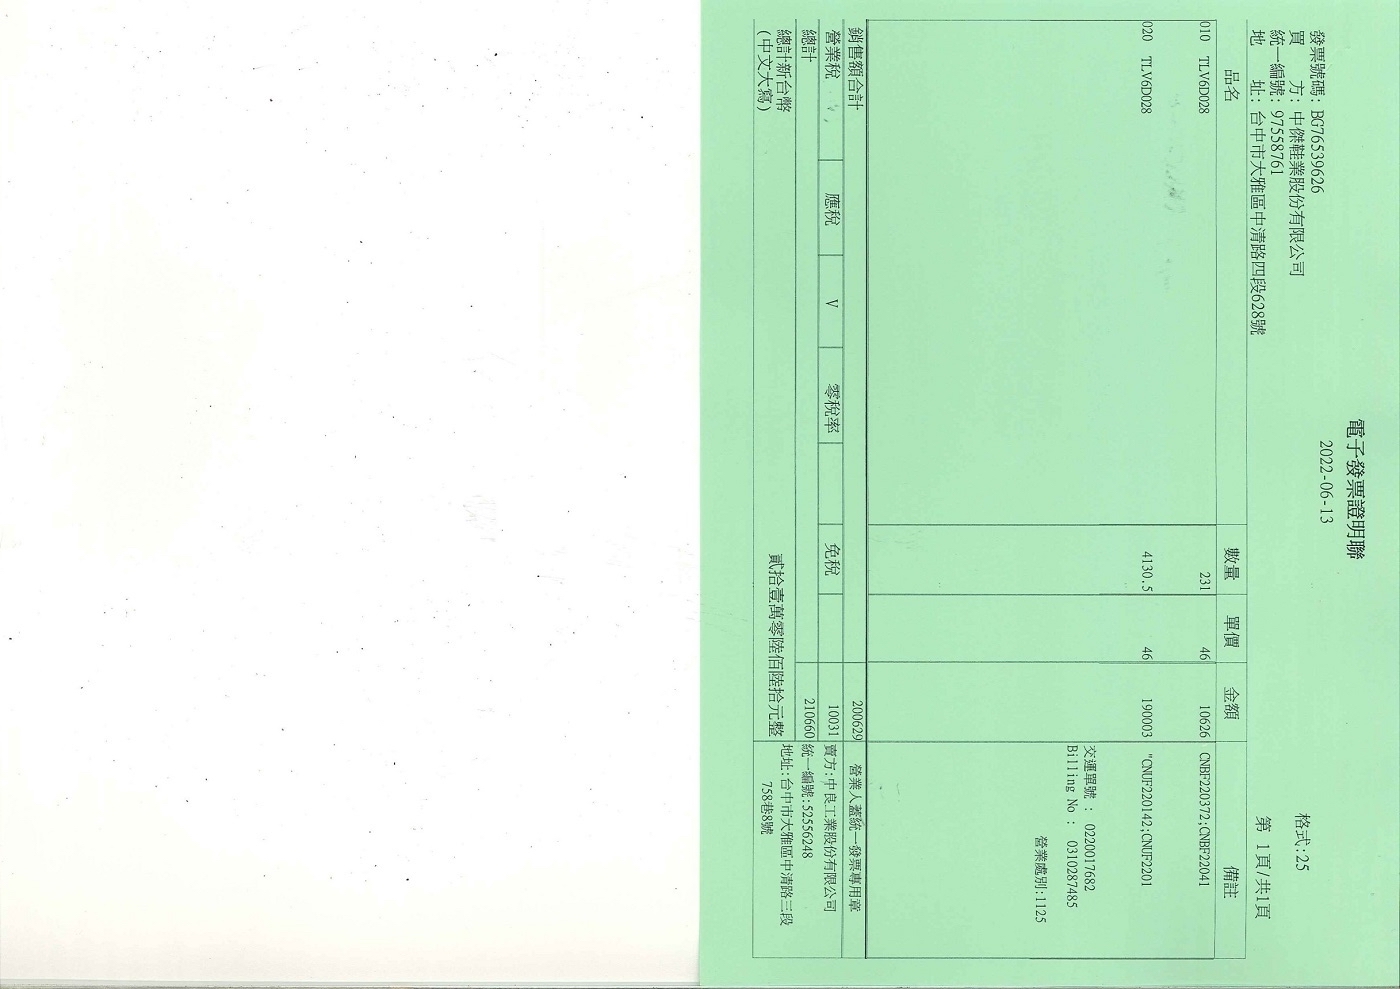 電子發票證明聯
2022-06-13
發票號碼: BG76539626
買　　方: 中傑鞋業股份有限公司
格式:25
統一編號: 97558761
地　　址: 台中市大雅區中清路四段628號
第 1頁/共1頁
品名 數量 單價 金額 備註
010 TLV6D028 231 46 10626 CNBF220372;CNBF22041
020 TLV6D028 4130.5 46 190003 "CNUF220142;CNUF2201
交運單號 : 0220017682
Billing No : 0310287485
營業處別:1125
銷售額合計 200629 營業人蓋統一發票專用章
營業稅 應稅 V 零稅率 免稅 10031 賣方:中良工業股份有限公司
總計 210660 統一編號:52556248
總計新台幣
(中文大寫)
貳拾壹萬零陸佰陸拾元整
地址:台中市大雅區中清路三段
758巷8號